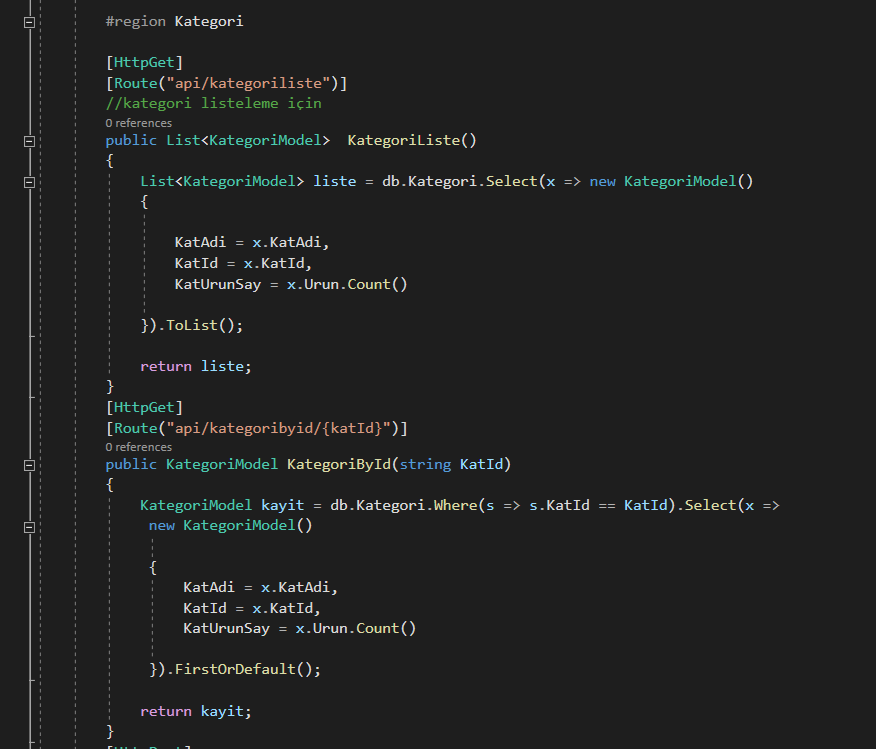 #region Kategori
[HttpGet]
[Route("api/kategoriliste")]
//kategori listeleme için
0 references
public List<KategoriModel>  KategoriListe()
{
List<KategoriModel> liste = db.Kategori.Select(x => new KategoriModel()
{
KatAdi = x.KatAdi,
KatId = x.KatId,
KatUrunSay = x.Urun.Count()
}).ToList();
return liste;
}
[HttpGet]
[Route("api/kategoribyid/{katId}")]
0 references
public KategoriModel KategoriById(string KatId)
{
KategoriModel kayit = db.Kategori.Where(s => s.KatId == KatId).Select(x =>
new KategoriModel()
{
KatAdi = x.KatAdi,
KatId = x.KatId,
KatUrunSay = x.Urun.Count()
}).FirstOrDefault();
return kayit;
}